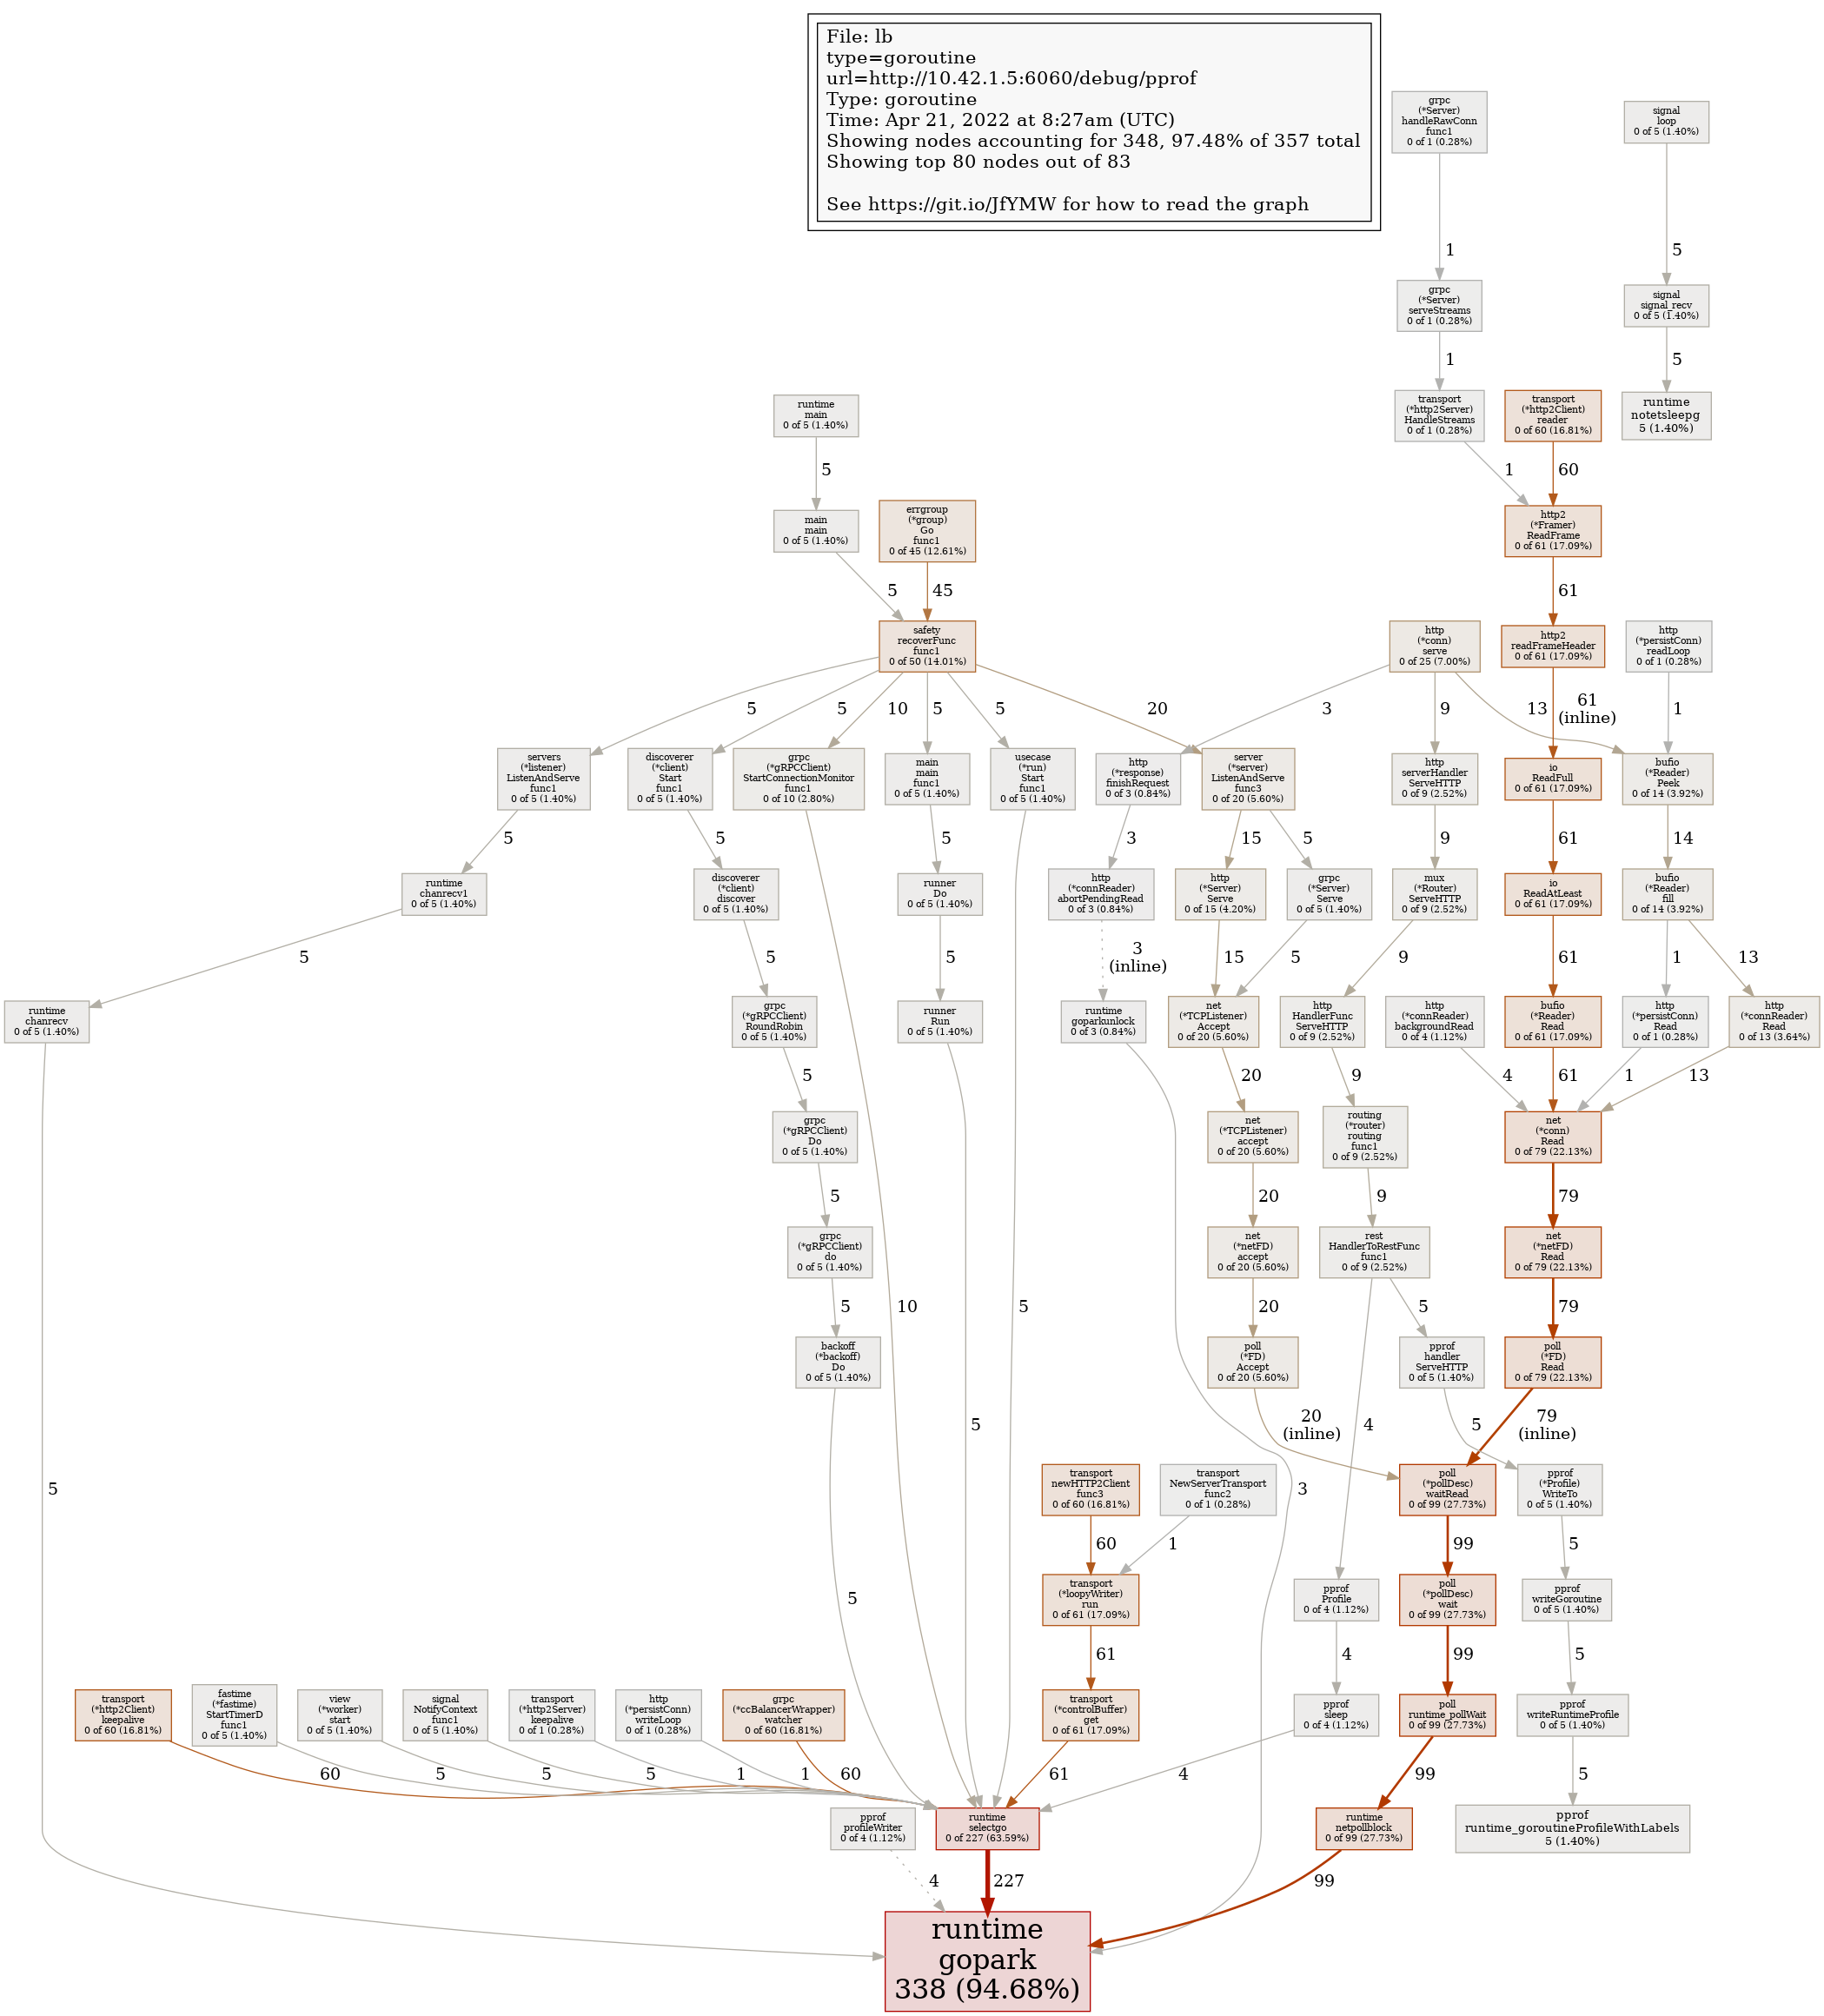 File: lb
type=goroutine
url=http://10.42.1.5:6060/debug/pprof
Type: goroutine
Time: Apr 21, 2022 at 8:27am (UTC)
Showing nodes accounting for 348, 97.48% of 357 total
Showing top 80 nodes out of 83
See https://git.io/JfYMW for how to read the graph
grpc
(*Server)
handleRawConn
func1
0 of 1 (0.28%)
signal
loop
0 of 5 (1.40%)
1
5
grpc
(*Server)
serveStreams
0 of 1 (0.28%)
signal
signal_recv
0 of 5 (1.40%)
1
5
runtime
main
0 of 5 (1.40%)
transport
(*http2Server)
HandleStreams
0 of 1 (0.28%)
transport
(*http2Client)
reader
0 of 60 (16.81%)
runtime
notetsleepg
5 (1.40%)
5
1
60
main
main
0 of 5 (1.40%)
errgroup
(*group)
Go
func1
0 of 45 (12.61%)
http2
(*Framer)
ReadFrame
0 of 61 (17.09%)
5
45
61
safety
recoverFunc
func1
0 of 50 (14.01%)
http
(*conn)
serve
0 of 25 (7.00%)
http2
readFrameHeader
0 of 61 (17.09%)
http
(*persistConn)
readLoop
0 of 1 (0.28%)
5
5
10
5
5
20
3
9
13
61
(inline)
1
servers
(*listener)
ListenAndServe
func1
0 of 5 (1.40%)
discoverer
(*client)
Start
func1
0 of 5 (1.40%)
grpc
(*gRPCClient)
StartConnectionMonitor
func1
0 of 10 (2.80%)
main
main
func1
0 of 5 (1.40%)
usecase
(*run)
Start
func1
0 of 5 (1.40%)
http
(*response)
finishRequest
0 of 3 (0.84%)
server
(*server)
ListenAndServe
func3
0 of 20 (5.60%)
http
serverHandler
ServeHTTP
0 of 9 (2.52%)
io
ReadFull
0 of 61 (17.09%)
bufio
(*Reader)
Peek
0 of 14 (3.92%)
5
5
5
3
15
5
9
61
14
runtime
chanrecv1
0 of 5 (1.40%)
discoverer
(*client)
discover
0 of 5 (1.40%)
runner
Do
0 of 5 (1.40%)
http
(*connReader)
abortPendingRead
0 of 3 (0.84%)
http
(*Server)
Serve
0 of 15 (4.20%)
grpc
(*Server)
Serve
0 of 5 (1.40%)
mux
(*Router)
ServeHTTP
0 of 9 (2.52%)
io
ReadAtLeast
0 of 61 (17.09%)
bufio
(*Reader)
fill
0 of 14 (3.92%)
5
5
5
3
(inline)
15
5
9
61
1
13
runtime
chanrecv
0 of 5 (1.40%)
grpc
(*gRPCClient)
RoundRobin
0 of 5 (1.40%)
runner
Run
0 of 5 (1.40%)
runtime
goparkunlock
0 of 3 (0.84%)
net
(*TCPListener)
Accept
0 of 20 (5.60%)
http
HandlerFunc
ServeHTTP
0 of 9 (2.52%)
http
(*connReader)
backgroundRead
0 of 4 (1.12%)
bufio
(*Reader)
Read
0 of 61 (17.09%)
http
(*persistConn)
Read
0 of 1 (0.28%)
http
(*connReader)
Read
0 of 13 (3.64%)
5
20
9
4
61
1
13
grpc
(*gRPCClient)
Do
0 of 5 (1.40%)
net
(*TCPListener)
accept
0 of 20 (5.60%)
routing
(*router)
routing
func1
0 of 9 (2.52%)
net
(*conn)
Read
0 of 79 (22.13%)
5
20
9
79
grpc
(*gRPCClient)
do
0 of 5 (1.40%)
net
(*netFD)
accept
0 of 20 (5.60%)
rest
HandlerToRestFunc
func1
0 of 9 (2.52%)
net
(*netFD)
Read
0 of 79 (22.13%)
5
10
5
20
5
79
backoff
(*backoff)
Do
0 of 5 (1.40%)
poll
(*FD)
Accept
0 of 20 (5.60%)
pprof
handler
ServeHTTP
0 of 5 (1.40%)
poll
(*FD)
Read
0 of 79 (22.13%)
5
20
(inline)
4
5
79
(inline)
5
transport
newHTTP2Client
func3
0 of 60 (16.81%)
transport
NewServerTransport
func2
0 of 1 (0.28%)
3
poll
(*pollDesc)
waitRead
0 of 99 (27.73%)
pprof
(*Profile)
WriteTo
0 of 5 (1.40%)
60
1
99
5
5
transport
(*loopyWriter)
run
0 of 61 (17.09%)
pprof
Profile
0 of 4 (1.12%)
poll
(*pollDesc)
wait
0 of 99 (27.73%)
pprof
writeGoroutine
0 of 5 (1.40%)
61
4
99
5
transport
(*http2Client)
keepalive
0 of 60 (16.81%)
fastime
(*fastime)
StartTimerD
func1
0 of 5 (1.40%)
view
(*worker)
start
0 of 5 (1.40%)
signal
NotifyContext
func1
0 of 5 (1.40%)
transport
(*http2Server)
keepalive
0 of 1 (0.28%)
http
(*persistConn)
writeLoop
0 of 1 (0.28%)
grpc
(*ccBalancerWrapper)
watcher
0 of 60 (16.81%)
transport
(*controlBuffer)
get
0 of 61 (17.09%)
pprof
sleep
0 of 4 (1.12%)
poll
runtime_pollWait
0 of 99 (27.73%)
pprof
writeRuntimeProfile
0 of 5 (1.40%)
60
5
5
5
1
1
60
61
4
99
5
pprof
profileWriter
0 of 4 (1.12%)
runtime
selectgo
0 of 227 (63.59%)
runtime
netpollblock
0 of 99 (27.73%)
pprof
runtime_goroutineProfileWithLabels
5 (1.40%)
4
227
99
runtime
gopark
338 (94.68%)